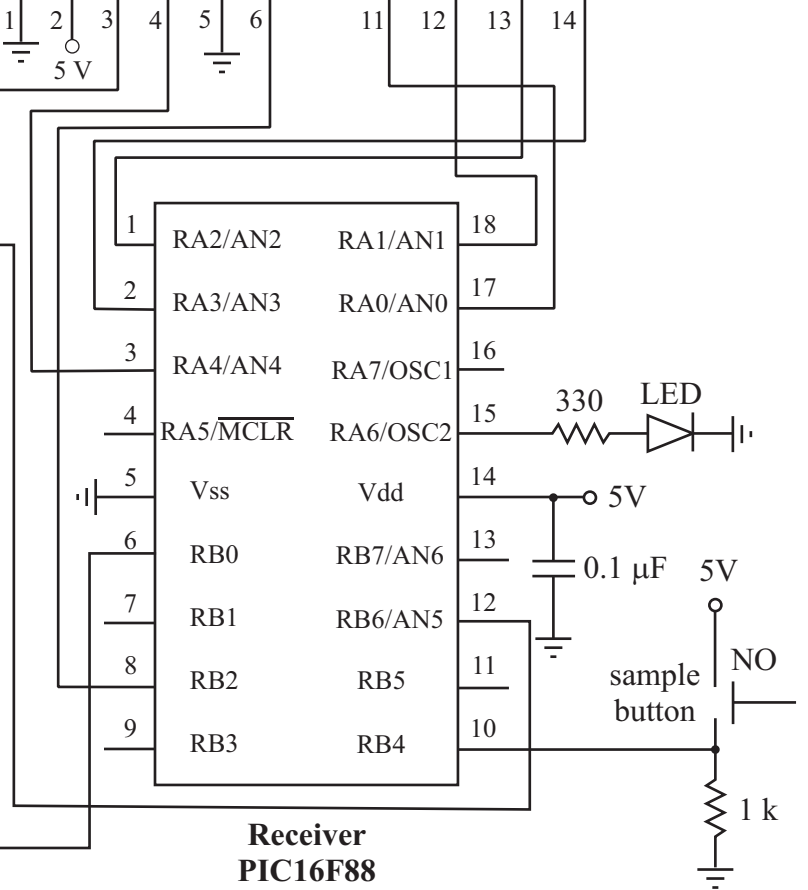 1 2 3 4 5 6 11 12 13 14
5 V
1 RA2/AN2 RA1/AN1 18
2 RA3/AN3 RA0/AN0 17
3 RA4/AN4 RA7/OSC1 16
330 LED
4 RA5/MCLR RA6/OSC2 15
5 Vss Vdd 14 5V
6 RB0 RB7/AN6 13
0.1 μF 5V
7 RB1 RB6/AN5 12
8 RB2 RB5 11
sample NO
button
9 RB3 RB4 10
1 k
Receiver
PIC16F88